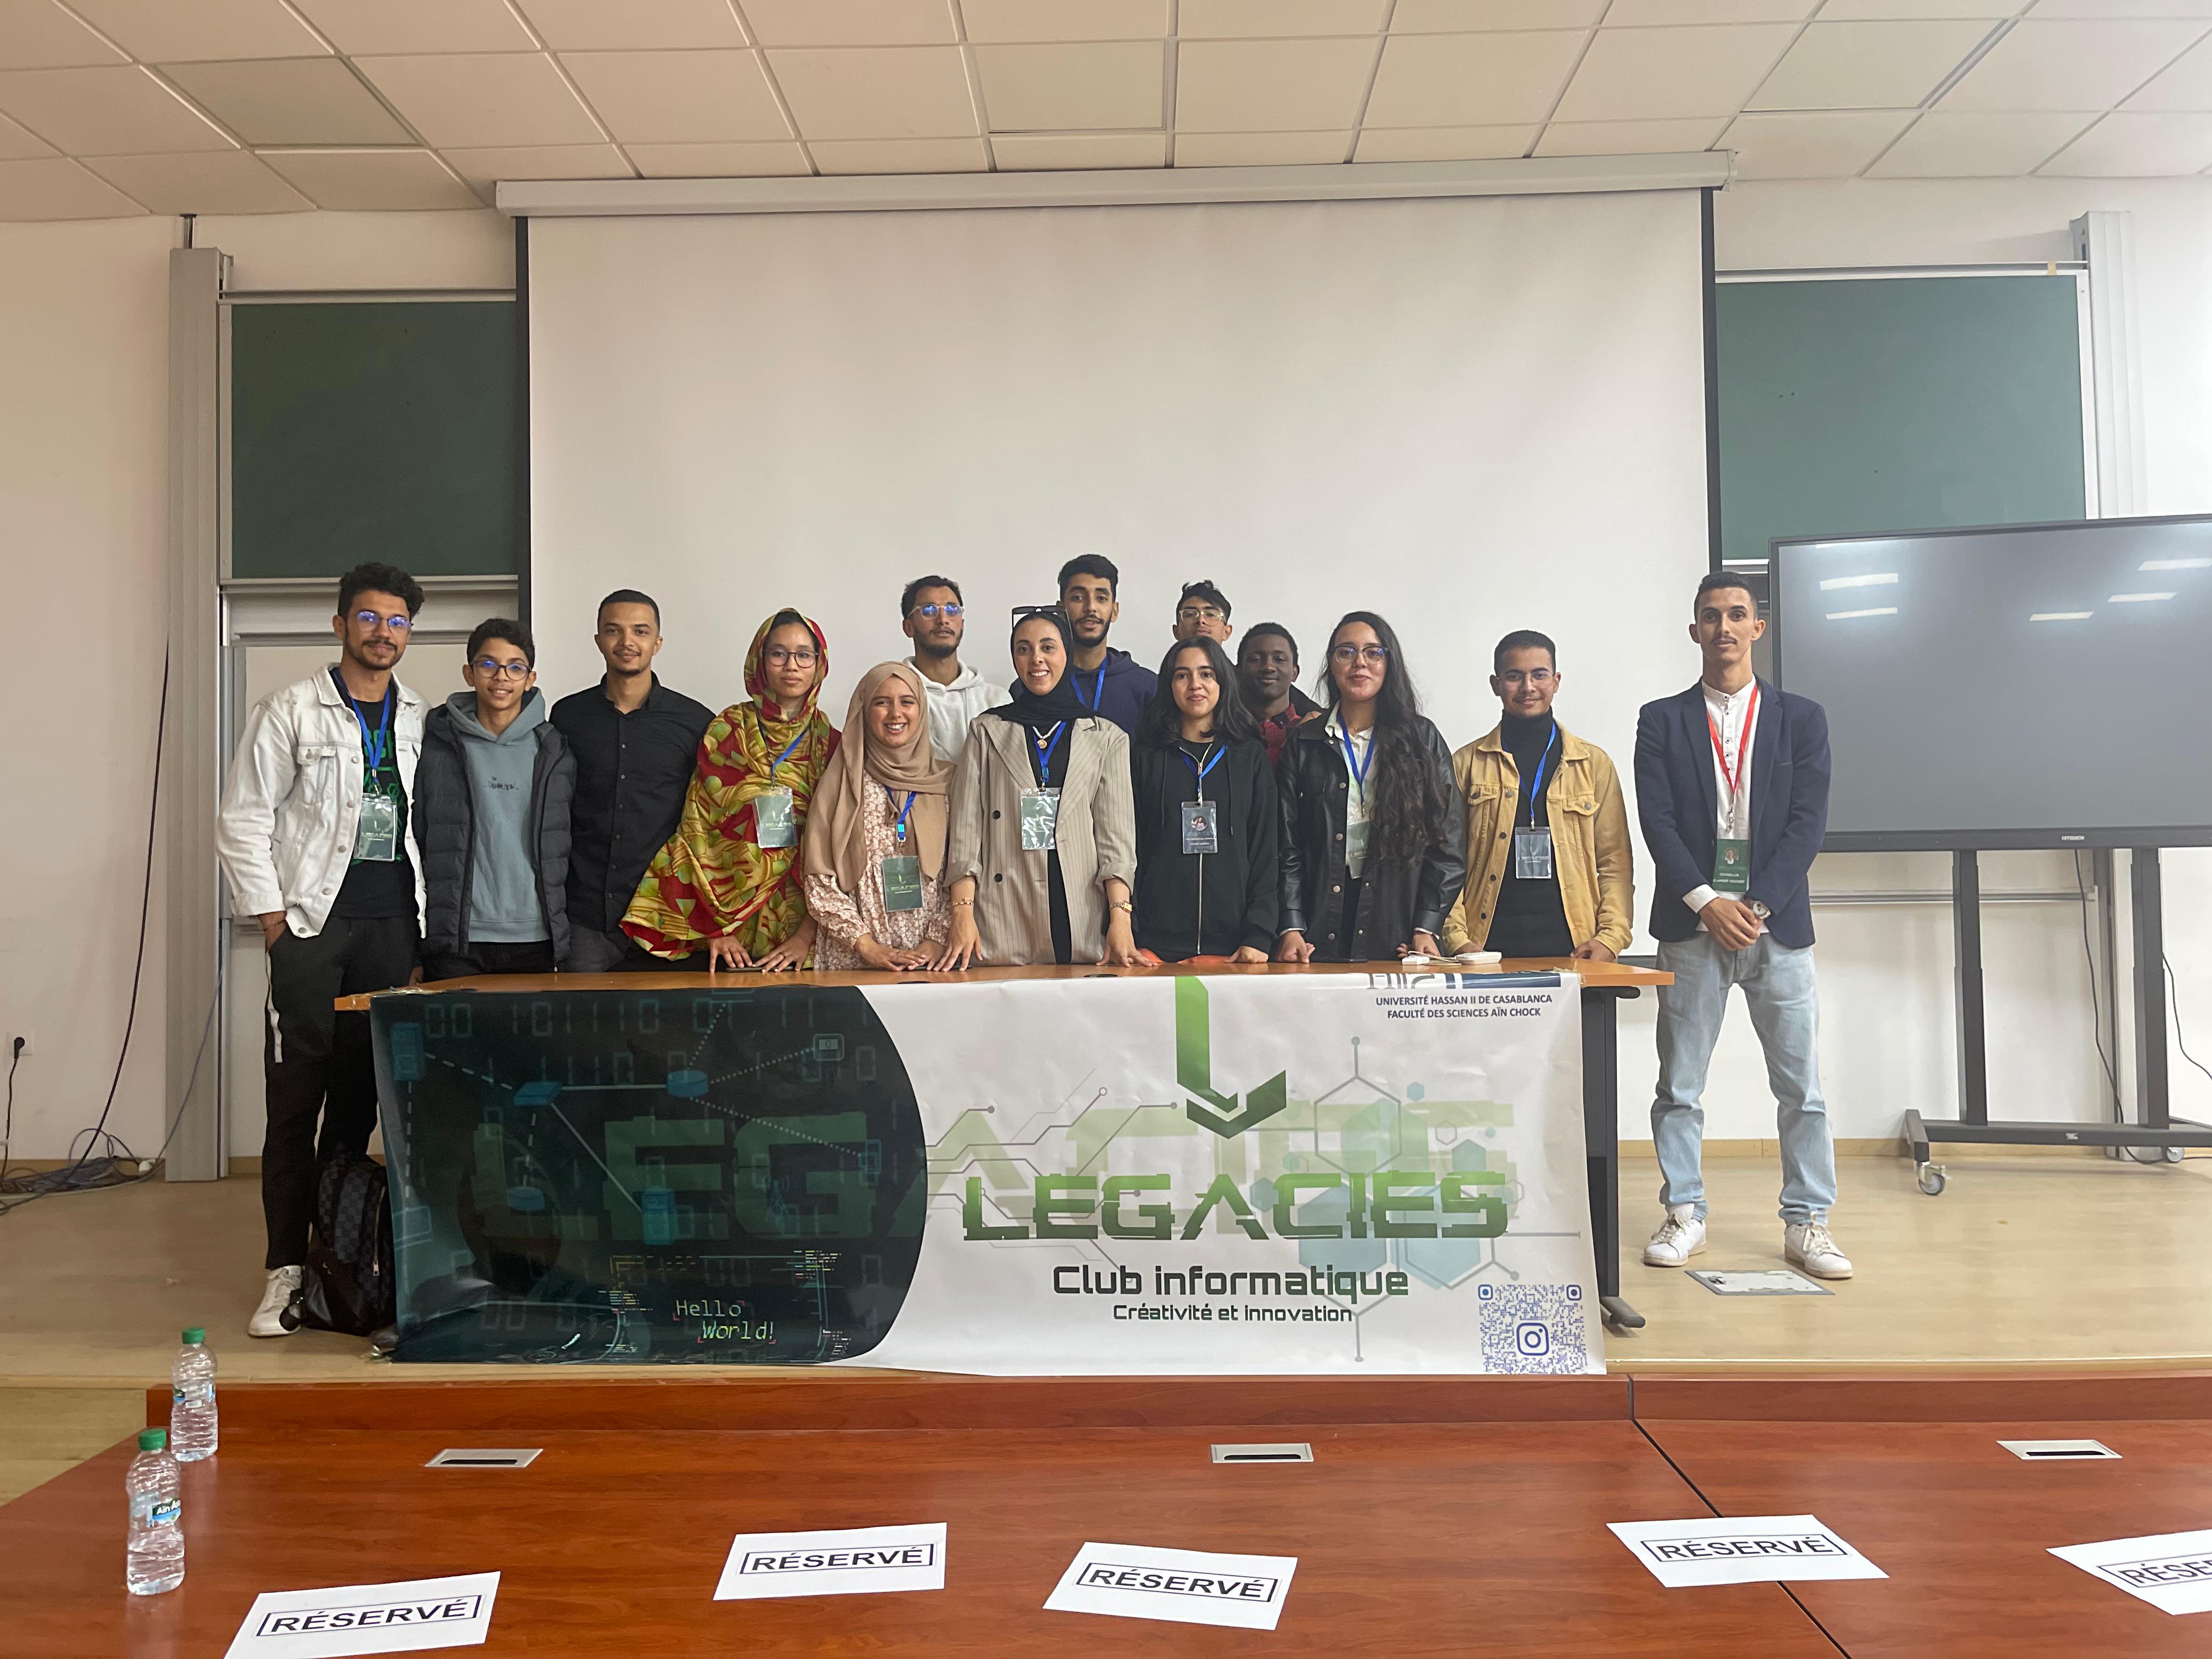 UNIVERSITÉ HASSAN II DE CASABLANCA
FACULTÉ DES SCIENCES AÏN CHOCK
LEGACIES
LEGACIES
Club informatique
Créativité et innovation
Hello
World!
RÉSERVÉ
RÉSERVÉ
RÉSERVÉ
RÉSERVÉ